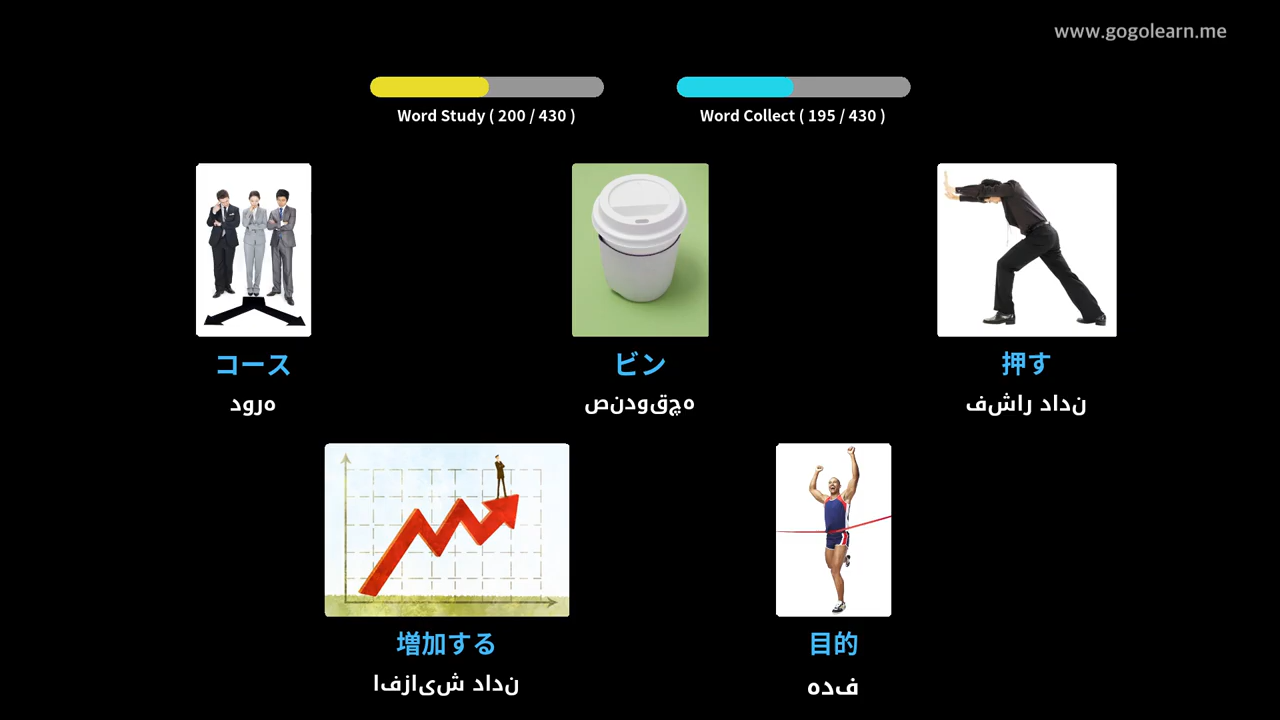 www.gogolearn.me
Word Study ( 200 / 430 )
Word Collect ( 195 / 430 )
コース
دوره
ビン
صندوقچه
押す
فشار دادن
増加する
افزایش دادن
目的
هدف